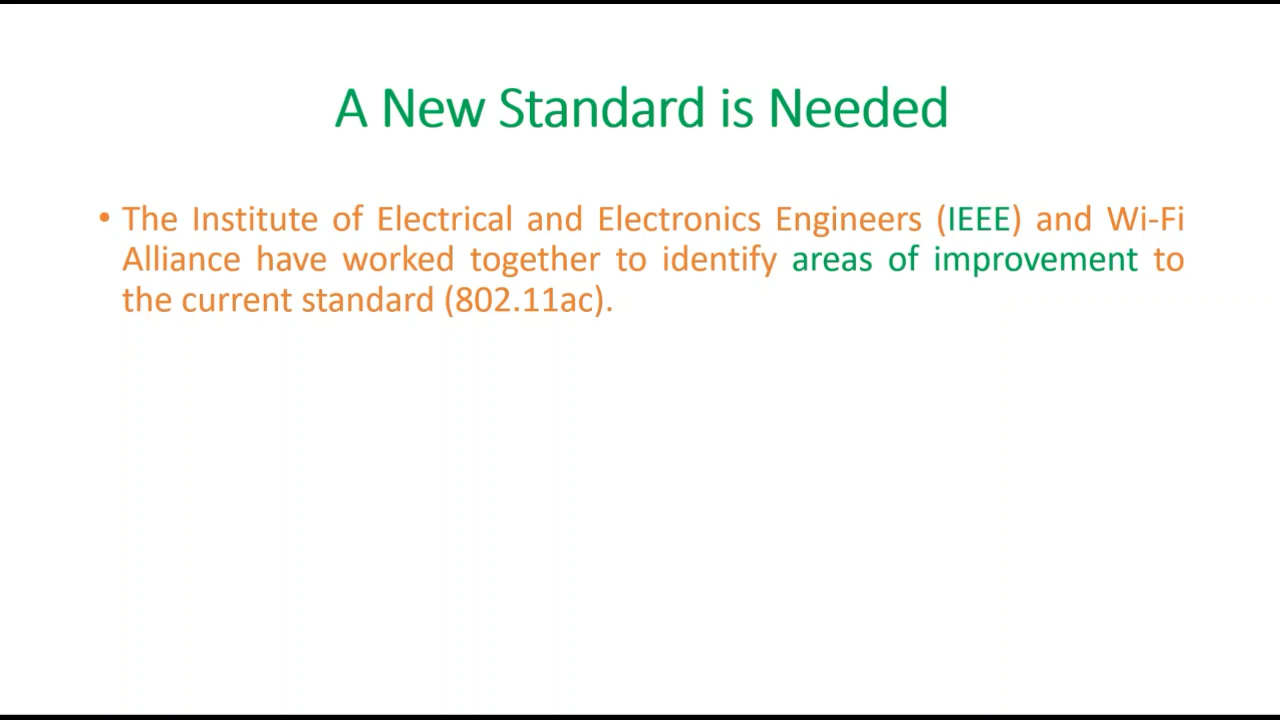 A New Standard is Needed
• The Institute of Electrical and Electronics Engineers (IEEE) and Wi-Fi
Alliance have worked together to identify areas of improvement to
the current standard (802.11ac).